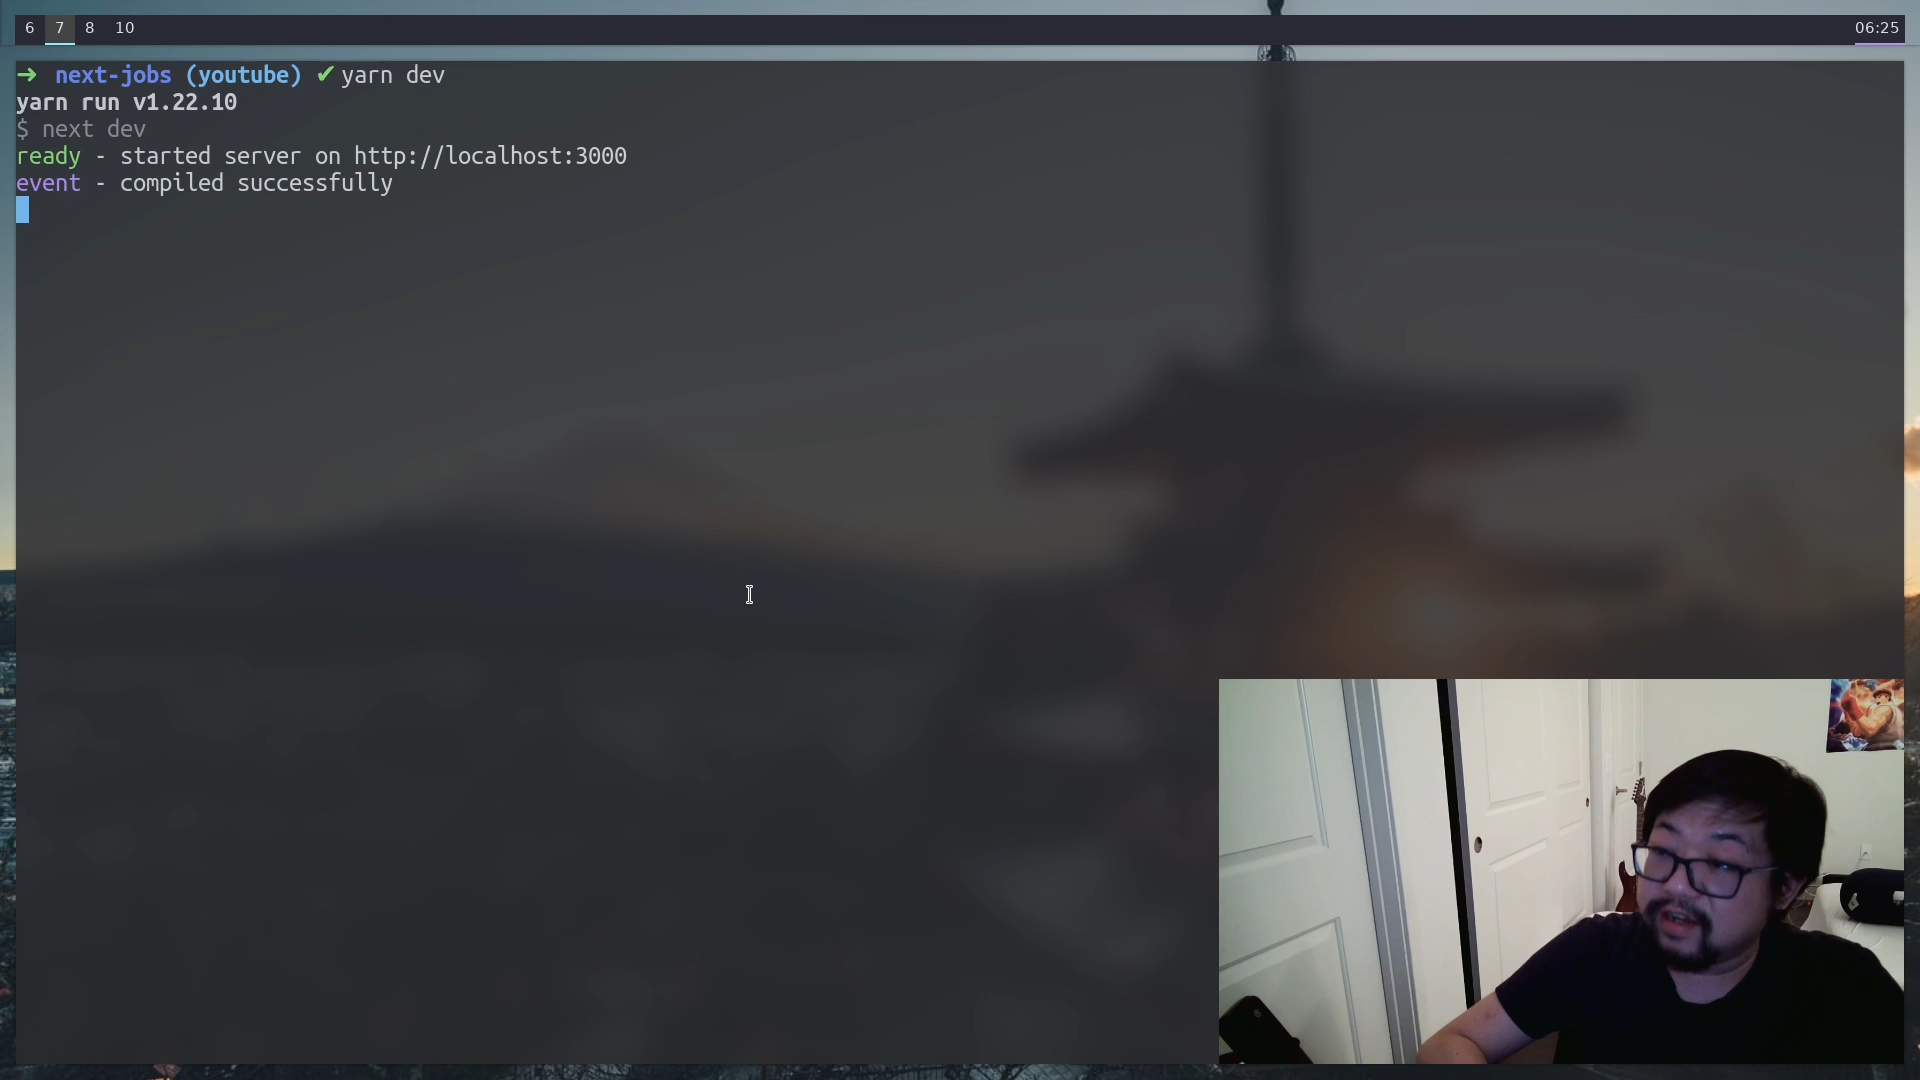 6 7 8 10 06:25
➜ next-jobs (youtube) ✔ yarn dev
yarn run v1.22.10
$ next dev
ready - started server on http://localhost:3000
event - compiled successfully